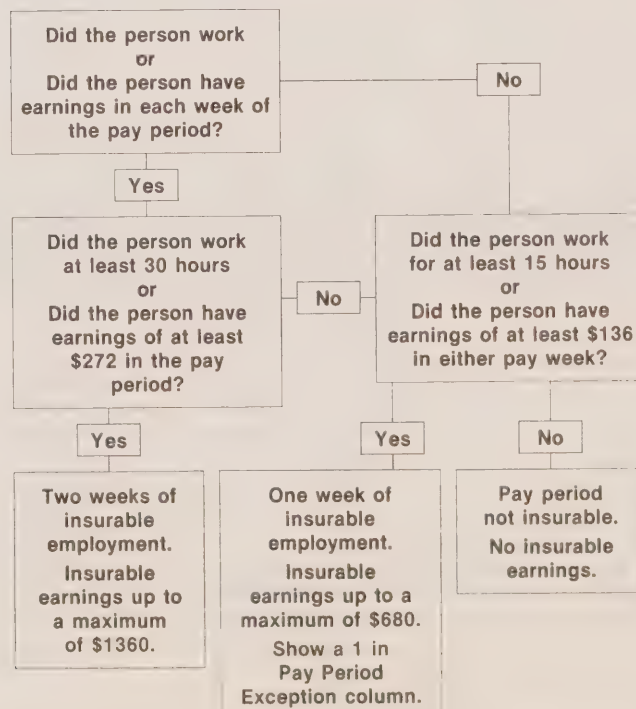 Did the person work
or
Did the person have
earnings in each week of
the pay period?
No
Yes
Did the person work
at least 30 hours
or
Did the person have
earnings of at least
$272 in the pay
period?
No
Did the person work
for at least 15 hours
or
Did the person have
earnings of at least $136
in either pay week?
Yes
Yes
No
Two weeks of
insurable
employment.
Insurable
earnings up to
a maximum
of $1360.
One week of
insurable
employment.
Insurable
earnings up to a
maximum of $680.
Show a 1 in
Pay Period
Exception column.
Pay period
not insurable.
No insurable
earnings.